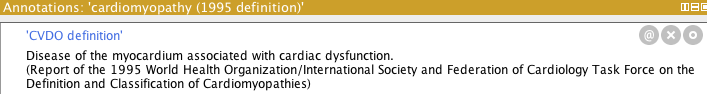 Annotations: 'cardiomyopathy (1995 definition)'
'CVDO definition'
Disease of the myocardium associated with cardiac dysfunction.
(Report of the 1995 World Health Organization/International Society and Federation of Cardiology Task Force on the
Definition and Classification of Cardiomyopathies)